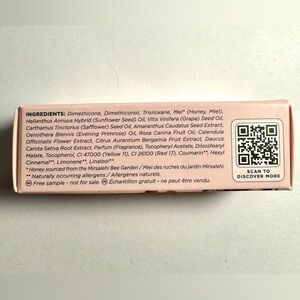 INGREDIENTS: Dimethicone, Dimethiconol, Trisiloxane, Mel* (Honey, Miel),
Helianthus Annuus Hybrid (Sunflower Seed) Oil, Vitis Vinifera (Grape) Seed Oil,
Carthamus Tinctorius (Safflower) Seed Oil, Amaranthus Caudatus Seed Extract,
Oenothera Biennis (Evening Primrose) Oil, Rosa Canina Fruit Oil, Calendula
Officinalis Flower Extract, Citrus Aurantium Bergamia Fruit Extract, Daucus
Carota Sativa Root Extract, Parfum (Fragrance), Tocopheryl Acetate, Diisostearyl
Malate, Tocopherol, CI 47000 (Yellow 11), CI 26100 (Red 17), Coumarin**, Hexyl
Cinnamal**, Limonene**, Linalool**.
* Honey sourced from the Mirsalehi Bee Garden / Miel des ruches du jardin Mirsalehi.
** Naturally occurring allergens / Allergènes naturels.
Free sample - not for sale. Échantillon gratuit - ne peut être vendu.
SCAN TO
DISCOVER MORE